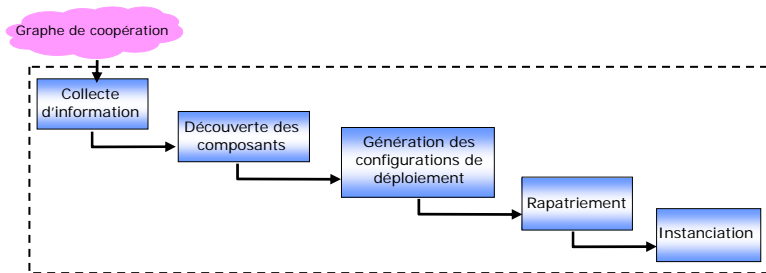 Graphe de coopération
Collecte
d'information
Découverte des
composants
Génération des
configurations de
déploiement
Rapatriement
Instanciation